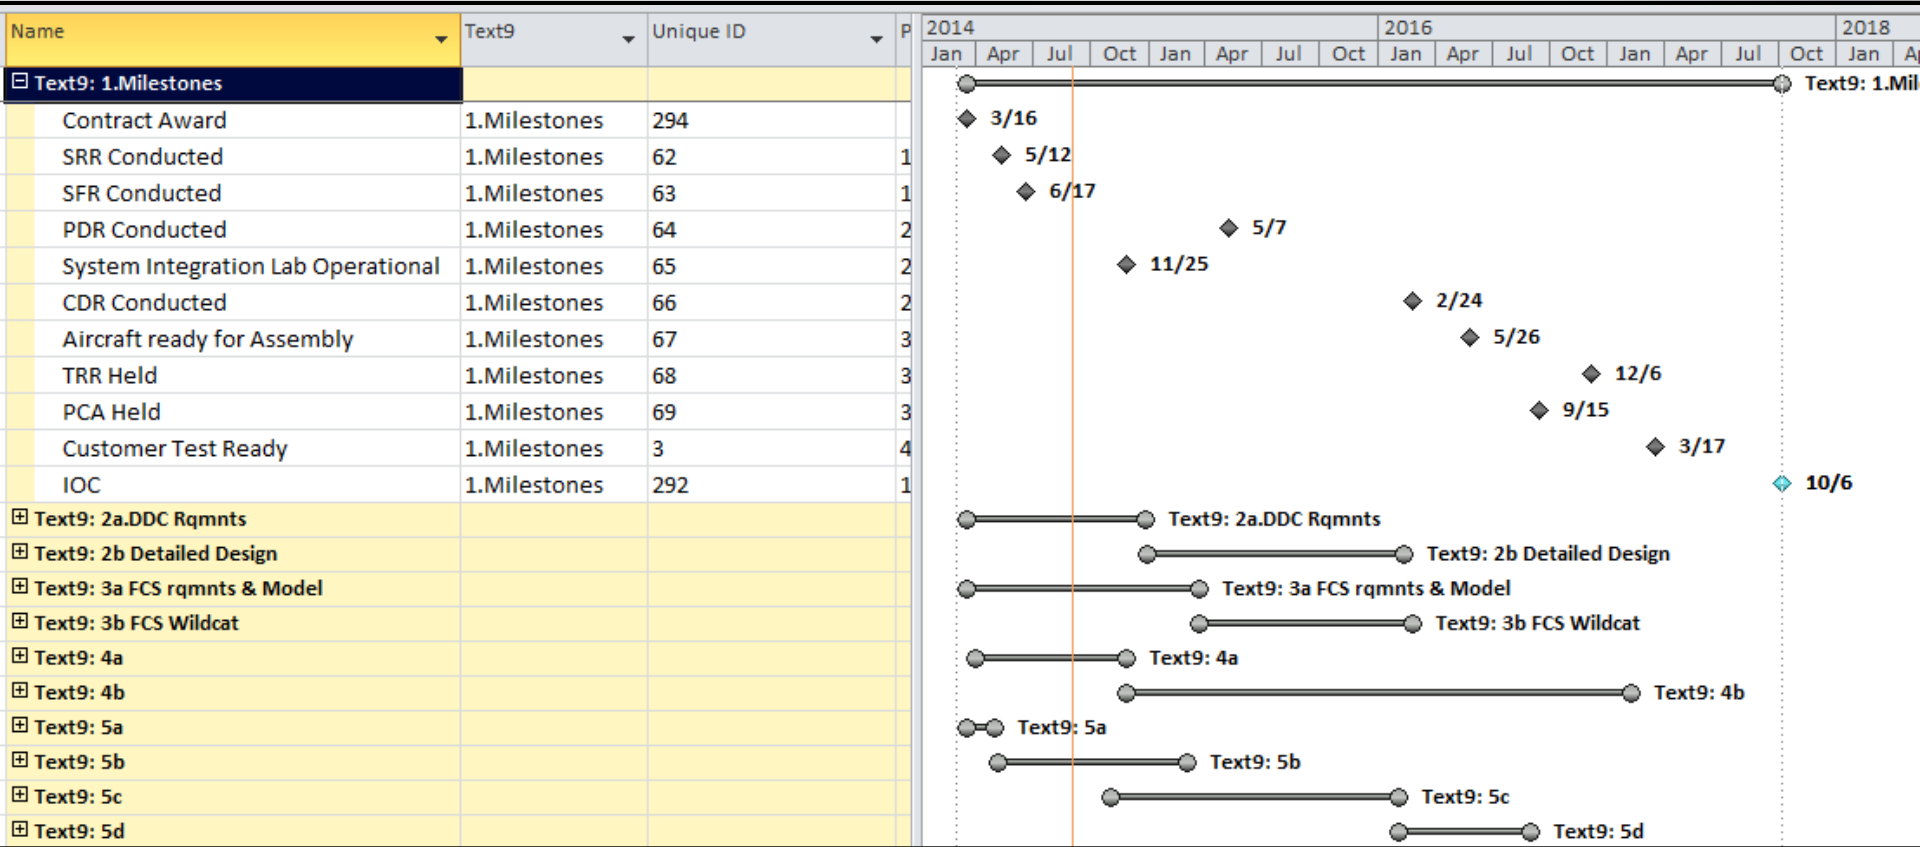 Name Text9 Unique ID P 2014 2016 2018
Jan Apr Jul Oct Jan Apr Jul Oct Jan Apr Jul Oct Jan Apr Jul Oct Jan
Text9: 1.Milestones Text9: 1.Mil
Contract Award 1.Milestones 294 3/16
SRR Conducted 1.Milestones 62 1 5/12
SFR Conducted 1.Milestones 63 1 6/17
PDR Conducted 1.Milestones 64 2 5/7
System Integration Lab Operational 1.Milestones 65 2 11/25
CDR Conducted 1.Milestones 66 2 2/24
Aircraft ready for Assembly 1.Milestones 67 3 5/26
TRR Held 1.Milestones 68 3 12/6
PCA Held 1.Milestones 69 3 9/15
Customer Test Ready 1.Milestones 3 4 3/17
IOC 1.Milestones 292 1 10/6
Text9: 2a.DDC Rqmnts Text9: 2a.DDC Rqmnts
Text9: 2b Detailed Design Text9: 2b Detailed Design
Text9: 3a FCS rqmnts & Model Text9: 3a FCS rqmnts & Model
Text9: 3b FCS Wildcat Text9: 3b FCS Wildcat
Text9: 4a Text9: 4a
Text9: 4b Text9: 4b
Text9: 5a Text9: 5a
Text9: 5b Text9: 5b
Text9: 5c Text9: 5c
Text9: 5d Text9: 5d